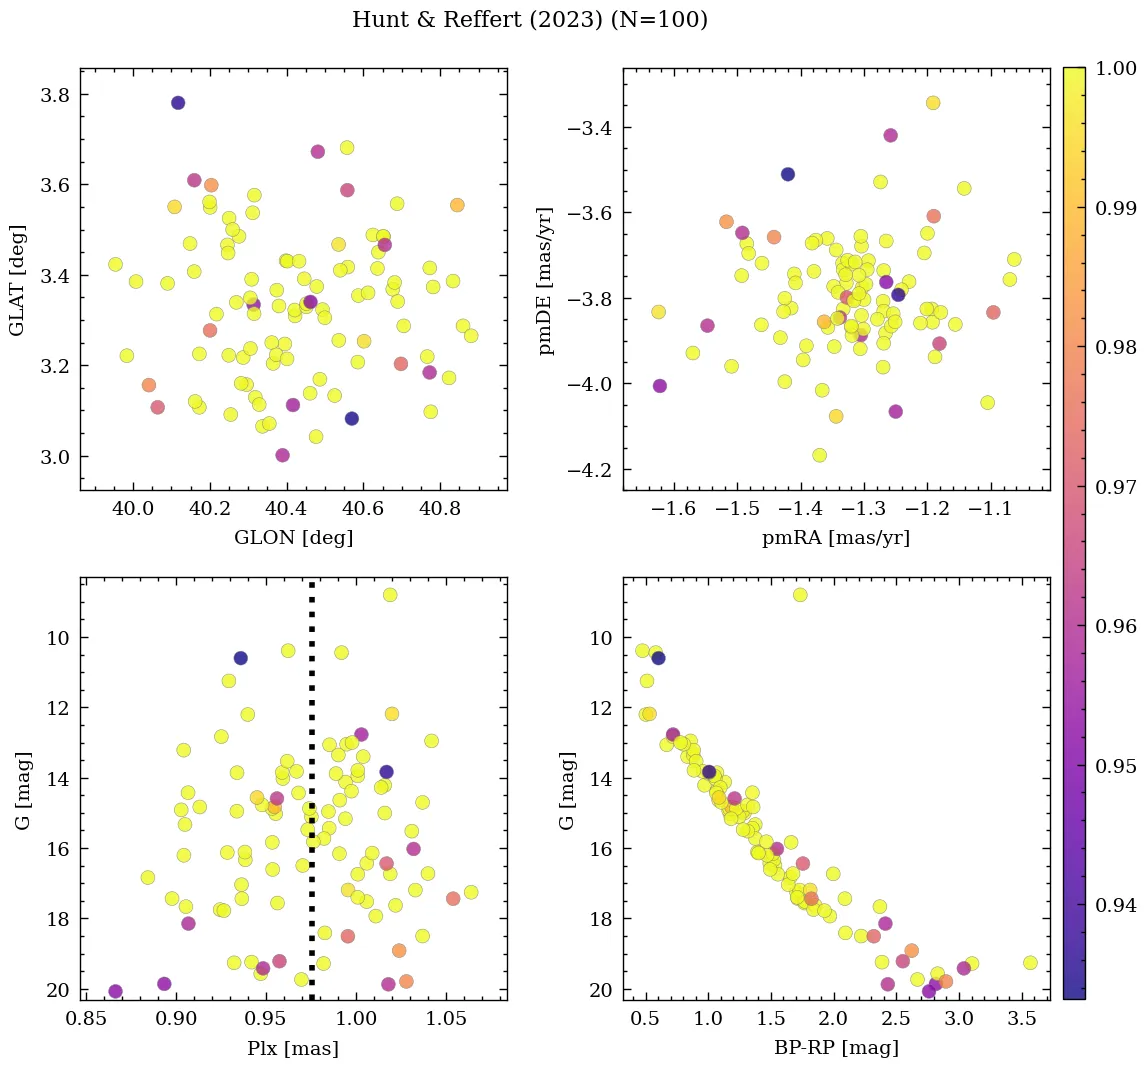 Hunt & Reffert (2023) (N=100)
3.8
3.6
3.4
3.2
3.0
GLAT [deg]
40.0 40.2 40.4 40.6 40.8
GLON [deg]
−3.4
−3.6
−3.8
−4.0
−4.2
pmDE [mas/yr]
−1.6 −1.5 −1.4 −1.3 −1.2 −1.1
pmRA [mas/yr]
1.00
0.99
0.98
0.97
0.96
0.95
0.94
10
12
14
16
18
20
G [mag]
0.85 0.90 0.95 1.00 1.05
Plx [mas]
10
12
14
16
18
20
G [mag]
0.5 1.0 1.5 2.0 2.5 3.0 3.5
BP-RP [mag]